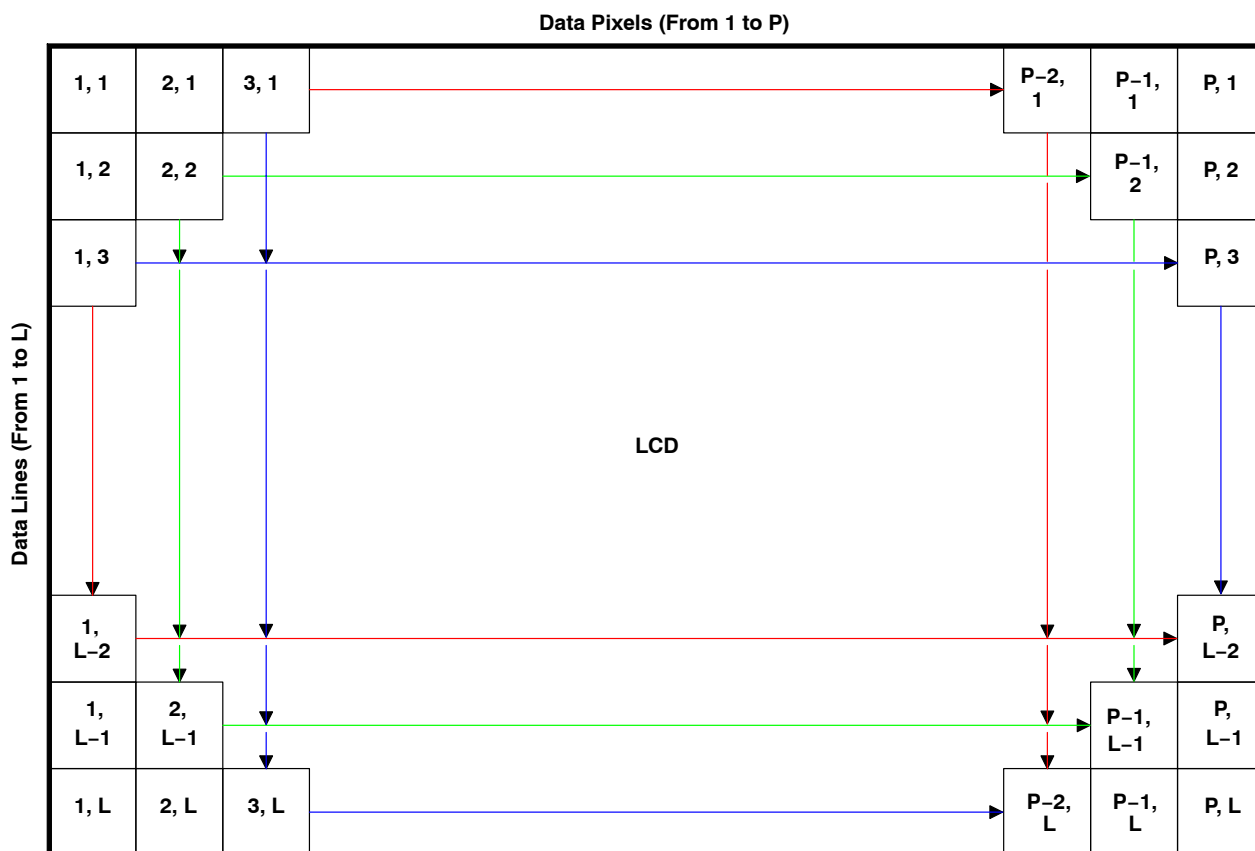 Data Pixels (From 1 to P)
1, 1
2, 1
3, 1
P−2,
1
P−1,
1
P, 1
1, 2
2, 2
P−1,
2
P, 2
1, 3
P, 3
Data Lines (From 1 to L)
LCD
1,
L−2
P,
L−2
1,
L−1
2,
L−1
P−1,
L−1
P,
L−1
1, L
2, L
3, L
P−2,
L
P−1,
L
P, L